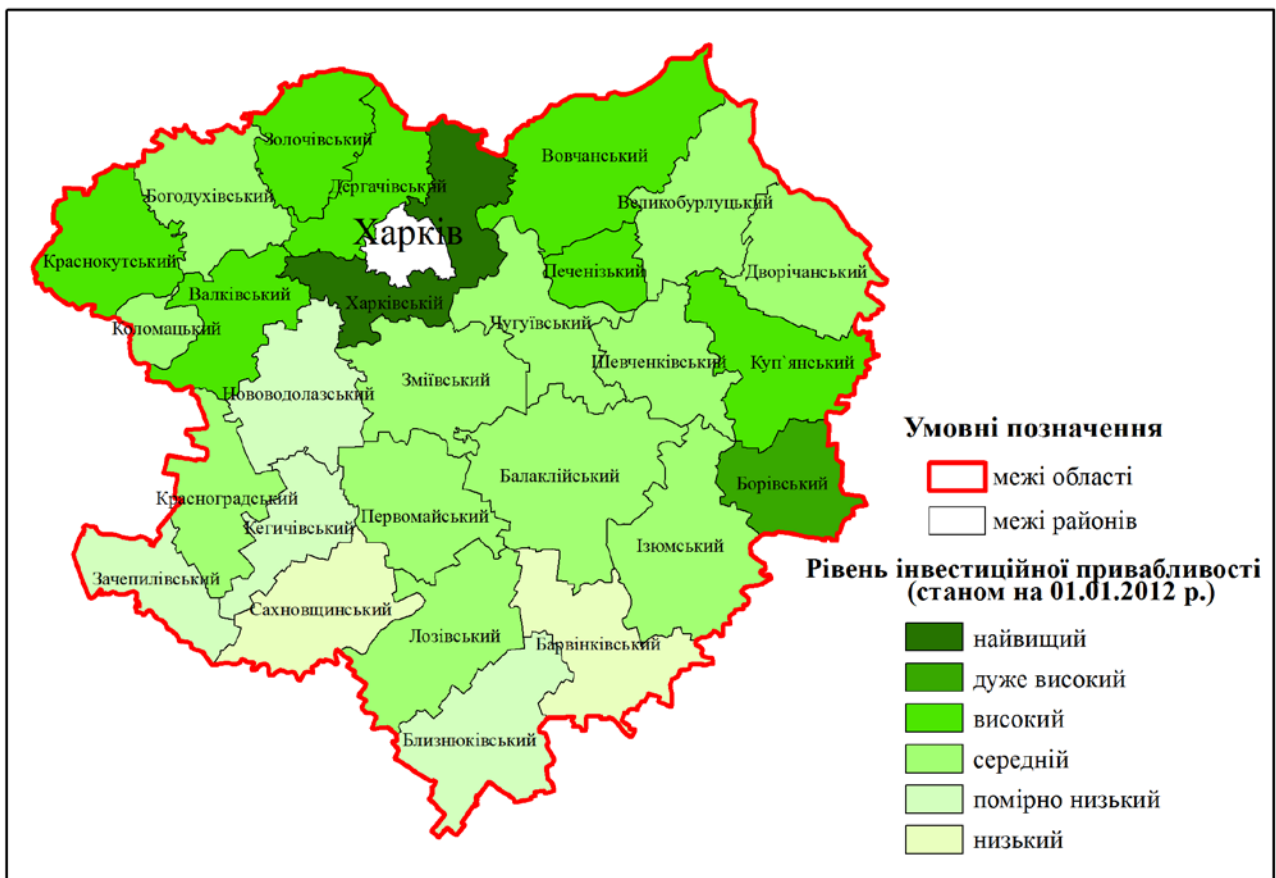 Золочівський
Вовчанський
Дергачівський
Богодухівський
Великобурлуцький
Харків
Краснокутський
Печенізький
Дворічанський
Валківський
Харківській
Коломацький
Чугуївський
Шевченківський
Куп`янський
Зміївський
Нововодолазський
Балаклійський
Борівський
Красноградський
Первомайський
Кегичівський
Ізюмський
Зачепилівський
Сахновщинський
Лозівський
Барвінківський
Близнюківський
Умовні позначення
межі області
межі районів
Рівень інвестиційної привабливості
(станом на 01.01.2012 р.)
найвищий
дуже високий
високий
середній
помірно низький
низький